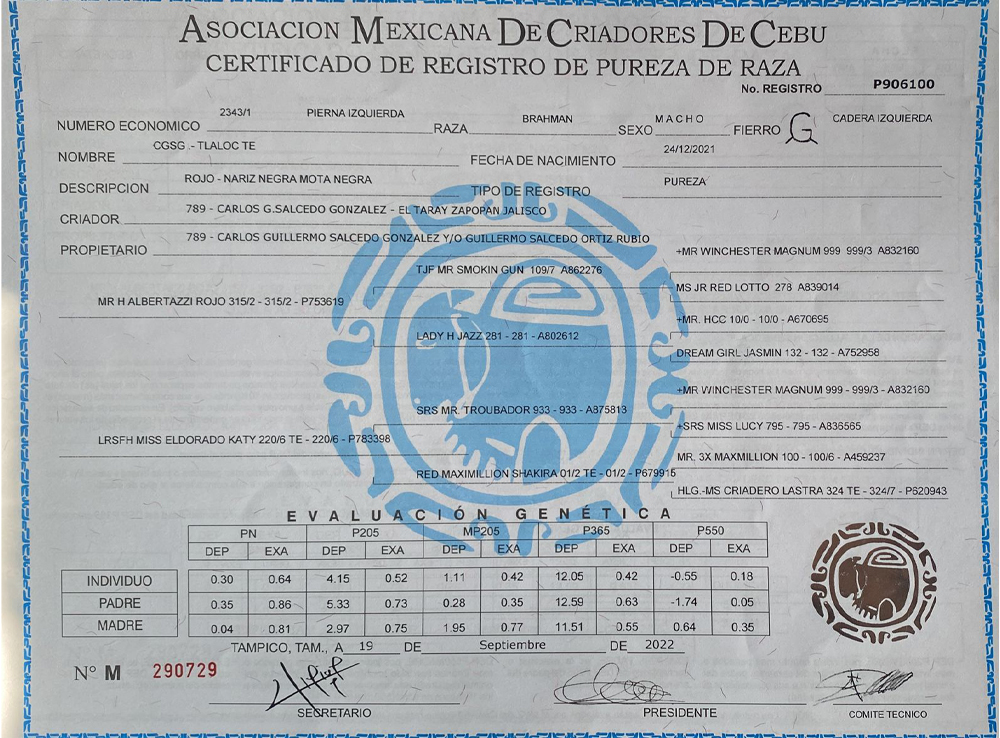 ASOCIACION MEXICANA DE CRIADORES DE CEBU
CERTIFICADO DE REGISTRO DE PUREZA DE RAZA
No. REGISTRO P906100
NUMERO ECONOMICO 2343/1 PIERNA IZQUIERDA RAZA BRAHMAN SEXO MACHO FIERRO G CADERA IZQUIERDA
NOMBRE CGSG .- TLALOC TE FECHA DE NACIMIENTO 24/12/2021
DESCRIPCION ROJO - NARIZ NEGRA MOTA NEGRA TIPO DE REGISTRO PUREZA
CRIADOR 789 - CARLOS G.SALCEDO GONZALEZ - EL TARAY ZAPOPAN JALISCO
PROPIETARIO 789 - CARLOS GUILLERMO SALCEDO GONZALEZ Y/O GUILLERMO SALCEDO ORTIZ RUBIO
+MR WINCHESTER MAGNUM 999 999/3 A832160
TJF MR SMOKIN GUN 109/7 A862276
MS JR RED LOTTO 278 A839014
MR H ALBERTAZZI ROJO 315/2 - 315/2 - P753619
+MR. HCC 10/0 - 10/0 - A670695
LADY H JAZZ 281 - 281 - A802612
DREAM GIRL JASMIN 132 - 132 - A752958
+MR WINCHESTER MAGNUM 999 - 999/3 - A832160
SRS MR. TROUBADOR 933 - 933 - A875813
+SRS MISS LUCY 795 - 795 - A836565
LRSFH MISS ELDORADO KATY 220/6 TE - 220/6 - P783398
MR. 3X MAXMILLION 100 - 100/6 - A459237
RED MAXIMILLION SHAKIRA 01/2 TE - 01/2 - P679915
HLG.-MS CRIADERO LASTRA 324 TE - 324/7 - P620943
EVALUACIÓN GENÉTICA
PN P205 MP205 P365 P550
DEP EXA DEP EXA DEP EXA DEP EXA DEP EXA
INDIVIDUO 0.30 0.64 4.15 0.52 1.11 0.42 12.05 0.42 -0.55 0.18
PADRE 0.35 0.86 5.33 0.73 0.28 0.35 12.59 0.63 -1.74 0.05
MADRE 0.04 0.81 2.97 0.75 1.95 0.77 11.51 0.55 0.64 0.35
TAMPICO, TAM., A 19 DE Septiembre DE 2022
N° M 290729
SECRETARIO PRESIDENTE COMITE TECNICO